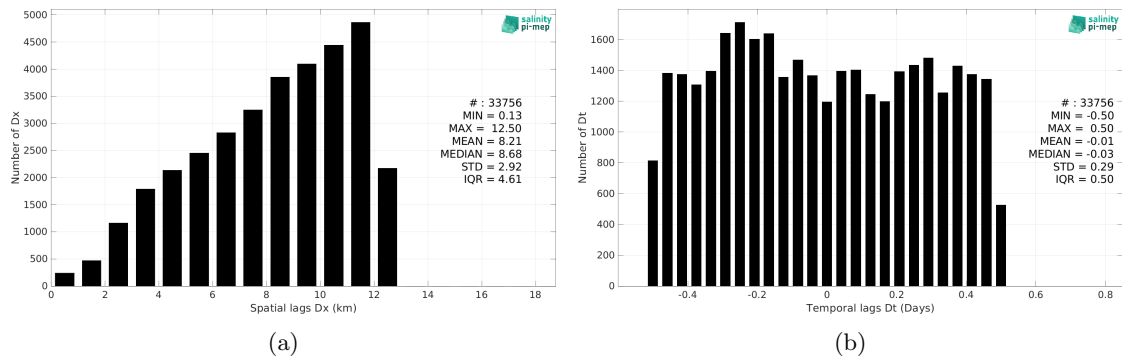 salinity
pi-mep
Number of Dx
5000
4500
4000
3500
3000
2500
2000
1500
1000
500
0
# : 33756
MIN = 0.13
MAX = 12.50
MEAN = 8.21
MEDIAN = 8.68
STD = 2.92
IQR = 4.61
0 2 4 6 8 10 12 14 16 18
Spatial lags Dx (km)
(a)
salinity
pi-mep
Number of Dt
1600
1400
1200
1000
800
600
400
200
0
# : 33756
MIN = -0.50
MAX = 0.50
MEAN = -0.01
MEDIAN = -0.03
STD = 0.29
IQR = 0.50
-0.4 -0.2 0 0.2 0.4 0.6 0.8
Temporal lags Dt (Days)
(b)